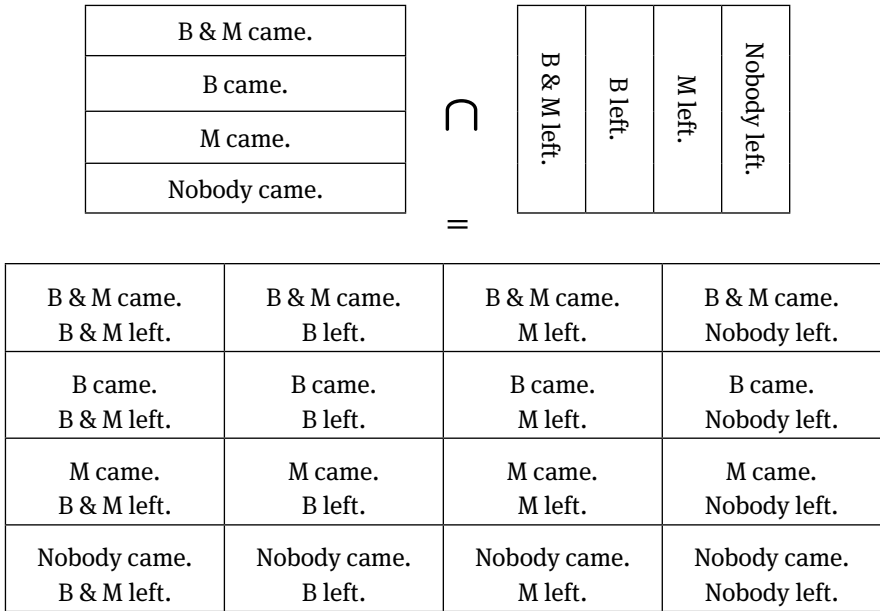 B & M came.
B came.
M came.
Nobody came.
∩
B & M left.
B left.
M left.
Nobody left.
=
B & M came. B & M came. B & M came. B & M came.
B & M left. B left. M left. Nobody left.
B came. B came. B came. B came.
B & M left. B left. M left. Nobody left.
M came. M came. M came. M came.
B & M left. B left. M left. Nobody left.
Nobody came. Nobody came. Nobody came. Nobody came.
B & M left. B left. M left. Nobody left.